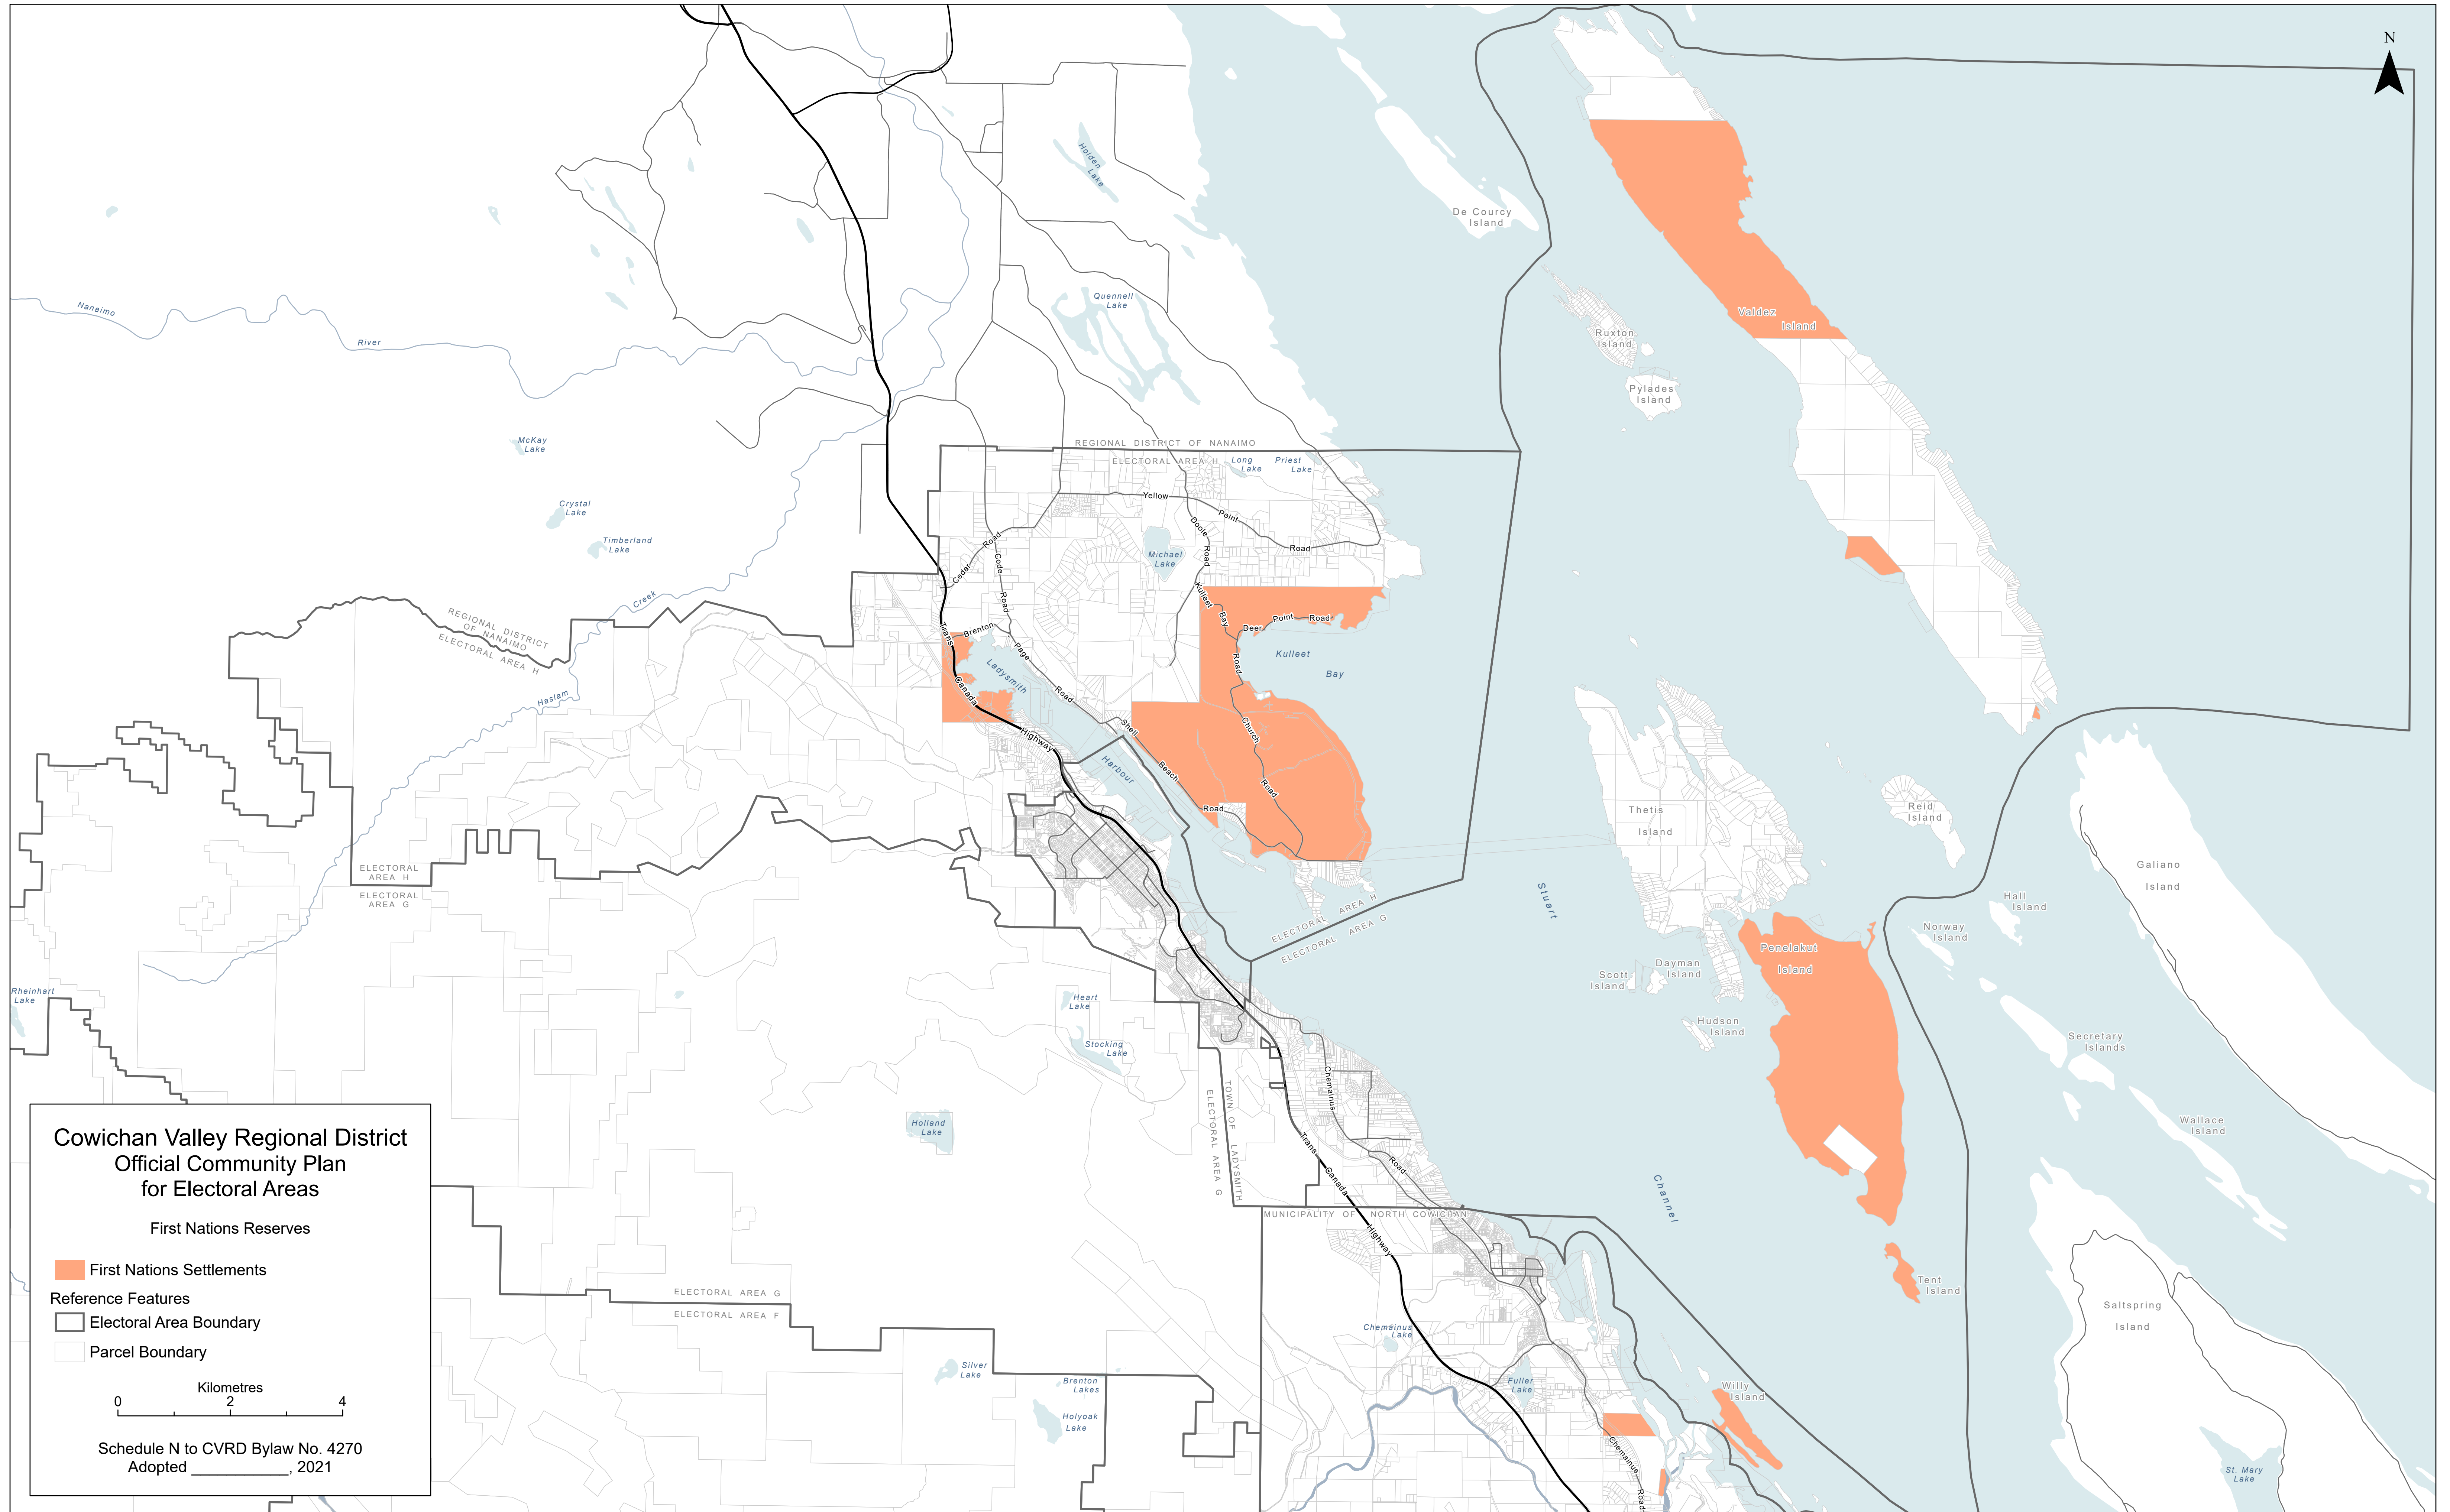 N
Holden
Lake
De Courcy
Island
Quennell
Lake
Nanaimo
River
Valdez
Island
Ruxton
Island
Pylades
Island
McKay
Lake
REGIONAL DISTRICT OF NANAIMO
ELECTORAL AREA H
Long
Lake
Priest
Lake
Yellow
Point
Road
Crystal
Lake
Timberland
Lake
Doole
Road
Michael
Lake
Cedar
Road
Code
Road
Creek
Haslam
REGIONAL DISTRICT
OF NANAIMO
ELECTORAL AREA H
Kulleet
Bay
Road
Deer
Point
Road
Trans
Canada
Highway
Brenton
Page
Road
Ladysmith
Harbour
Kulleet
Bay
Shell
Beach
Road
Church
Road
Thetis
Island
Reid
Island
Galiano
Island
ELECTORAL
AREA H
ELECTORAL
AREA G
Stuart
Channel
ELECTORAL AREA H
ELECTORAL AREA G
Hall
Island
Norway
Island
Penelakut
Island
Scott
Island
Dayman
Island
Hudson
Island
Rheinhart
Lake
Heart
Lake
Stocking
Lake
Secretary
Islands
Wallace
Island
Holland
Lake
ELECTORAL AREA G
TOWN OF LADYSMITH
Chemainus
Road
Trans
Canada
Highway
MUNICIPALITY OF NORTH COWICHAN
Tent
Island
Saltspring
Island
ELECTORAL AREA G
ELECTORAL AREA F
Chemainus
Lake
Silver
Lake
Brenton
Lakes
Holyoak
Lake
Fuller
Lake
Willy
Island
Chemainus
Road
St. Mary
Lake
Cowichan Valley Regional District
Official Community Plan
for Electoral Areas
First Nations Reserves
First Nations Settlements
Reference Features
Electoral Area Boundary
Parcel Boundary
Kilometres
0 2 4
Schedule N to CVRD Bylaw No. 4270
Adopted ____________, 2021